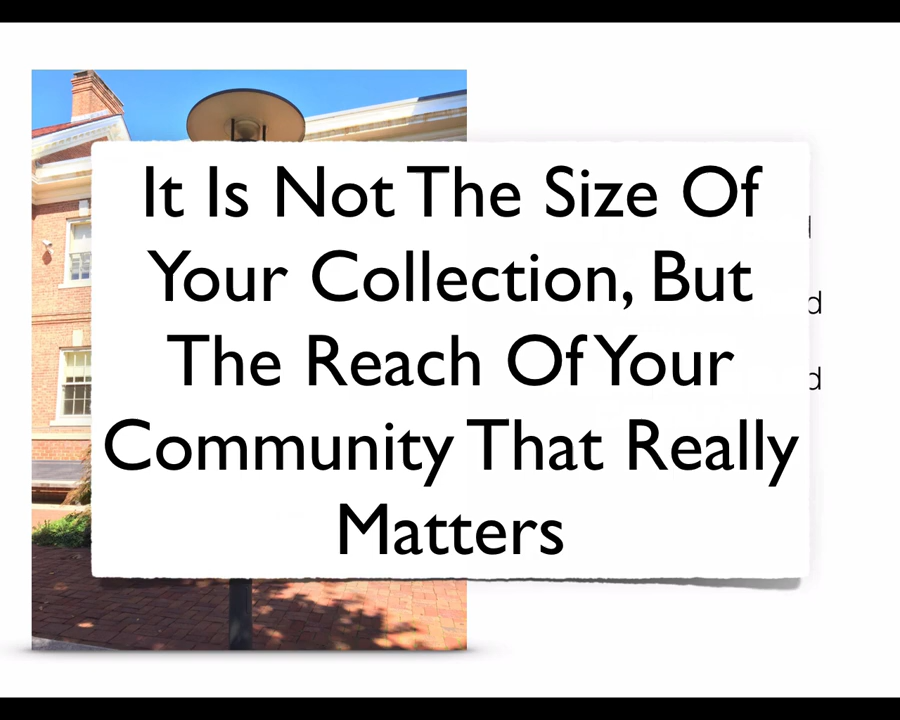 It Is Not The Size Of
Your Collection, But
The Reach Of Your
Community That Really
Matters